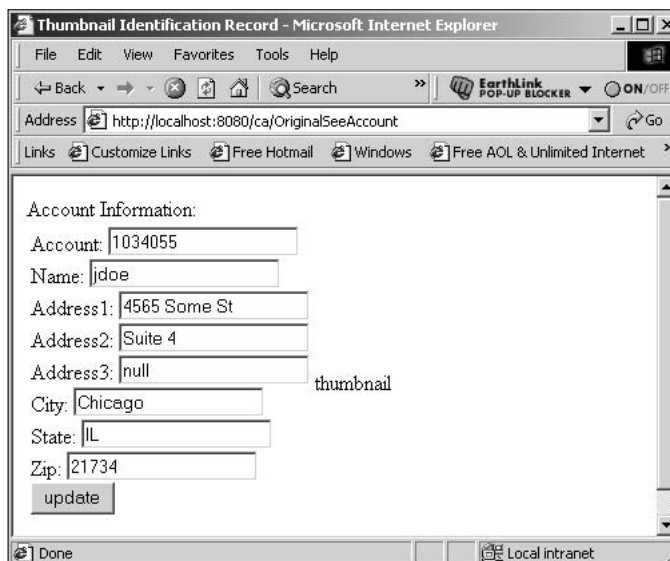 Thumbnail Identification Record - Microsoft Internet Explorer
File Edit View Favorites Tools Help
Back Search » EarthLink POP-UP BLOCKER ON/OFF
Address http://localhost:8080/ca/OriginalSeeAccount Go
Links Customize Links Free Hotmail Windows Free AOL & Unlimited Internet »
Account Information:
Account: 1034055
Name: jdoe
Address1: 4565 Some St
Address2: Suite 4
Address3: null
thumbnail
City: Chicago
State: IL
Zip: 21734
update
Done Local intranet